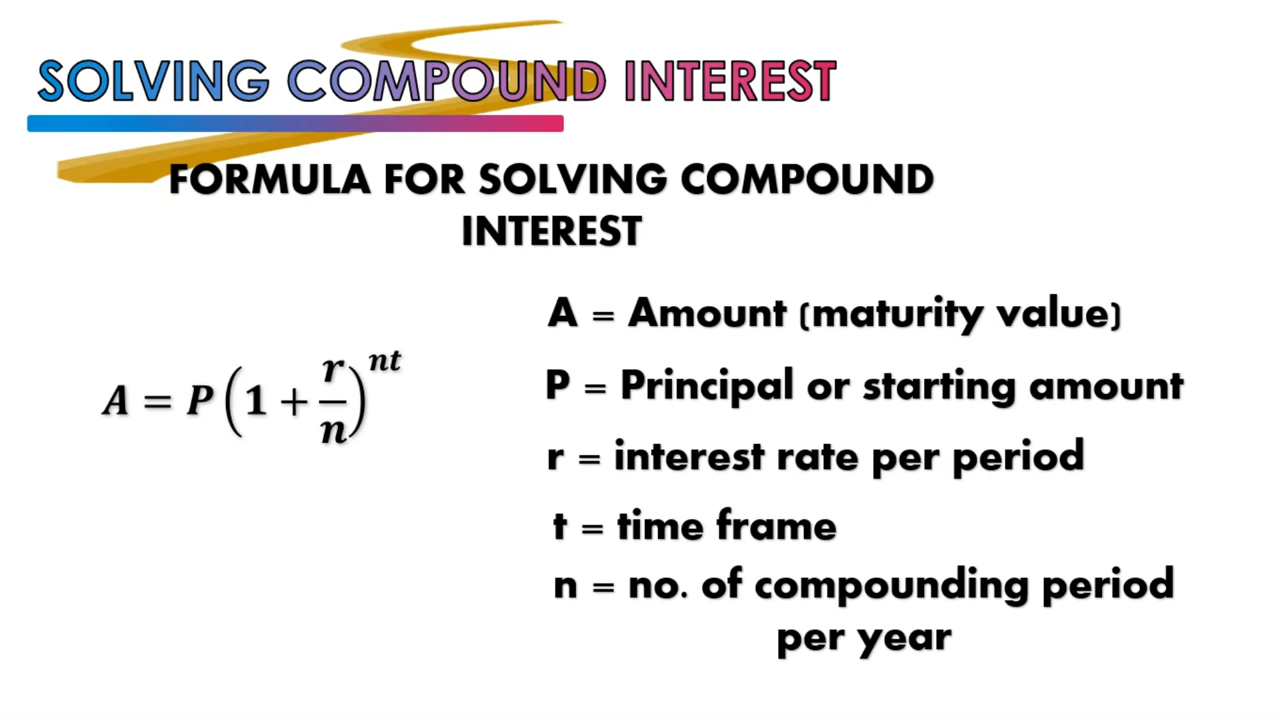 SOLVING COMPOUND INTEREST
FORMULA FOR SOLVING COMPOUND
INTEREST
A = Amount (maturity value)
A = P(1 + r/n)^nt
P = Principal or starting amount
r = interest rate per period
t = time frame
n = no. of compounding period
per year